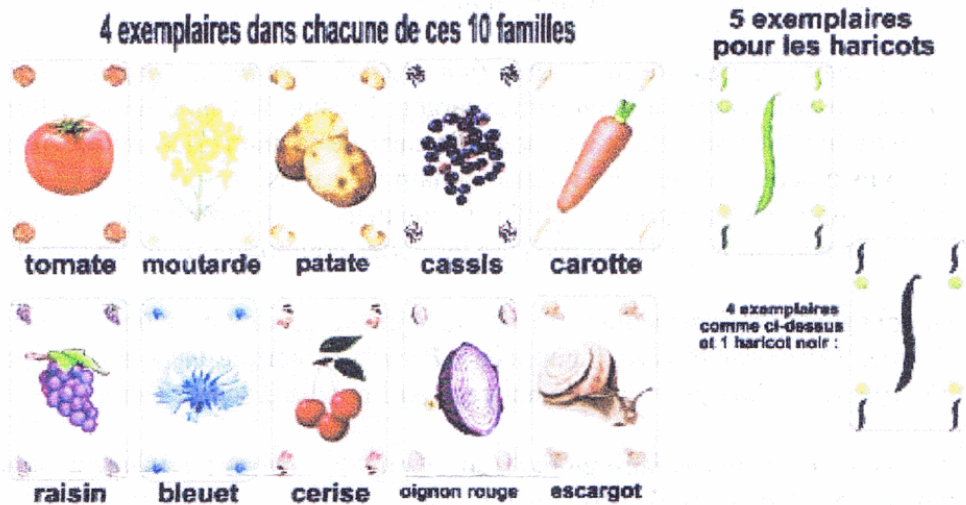 4 exemplaires dans chacune de ces 10 familles
tomate
moutarde
patate
cassis
carotte
raisin
bleuet
cerise
oignon rouge
escargot
5 exemplaires
pour les haricots
4 exemplaires
comme ci-dessus
et 1 haricot noir :